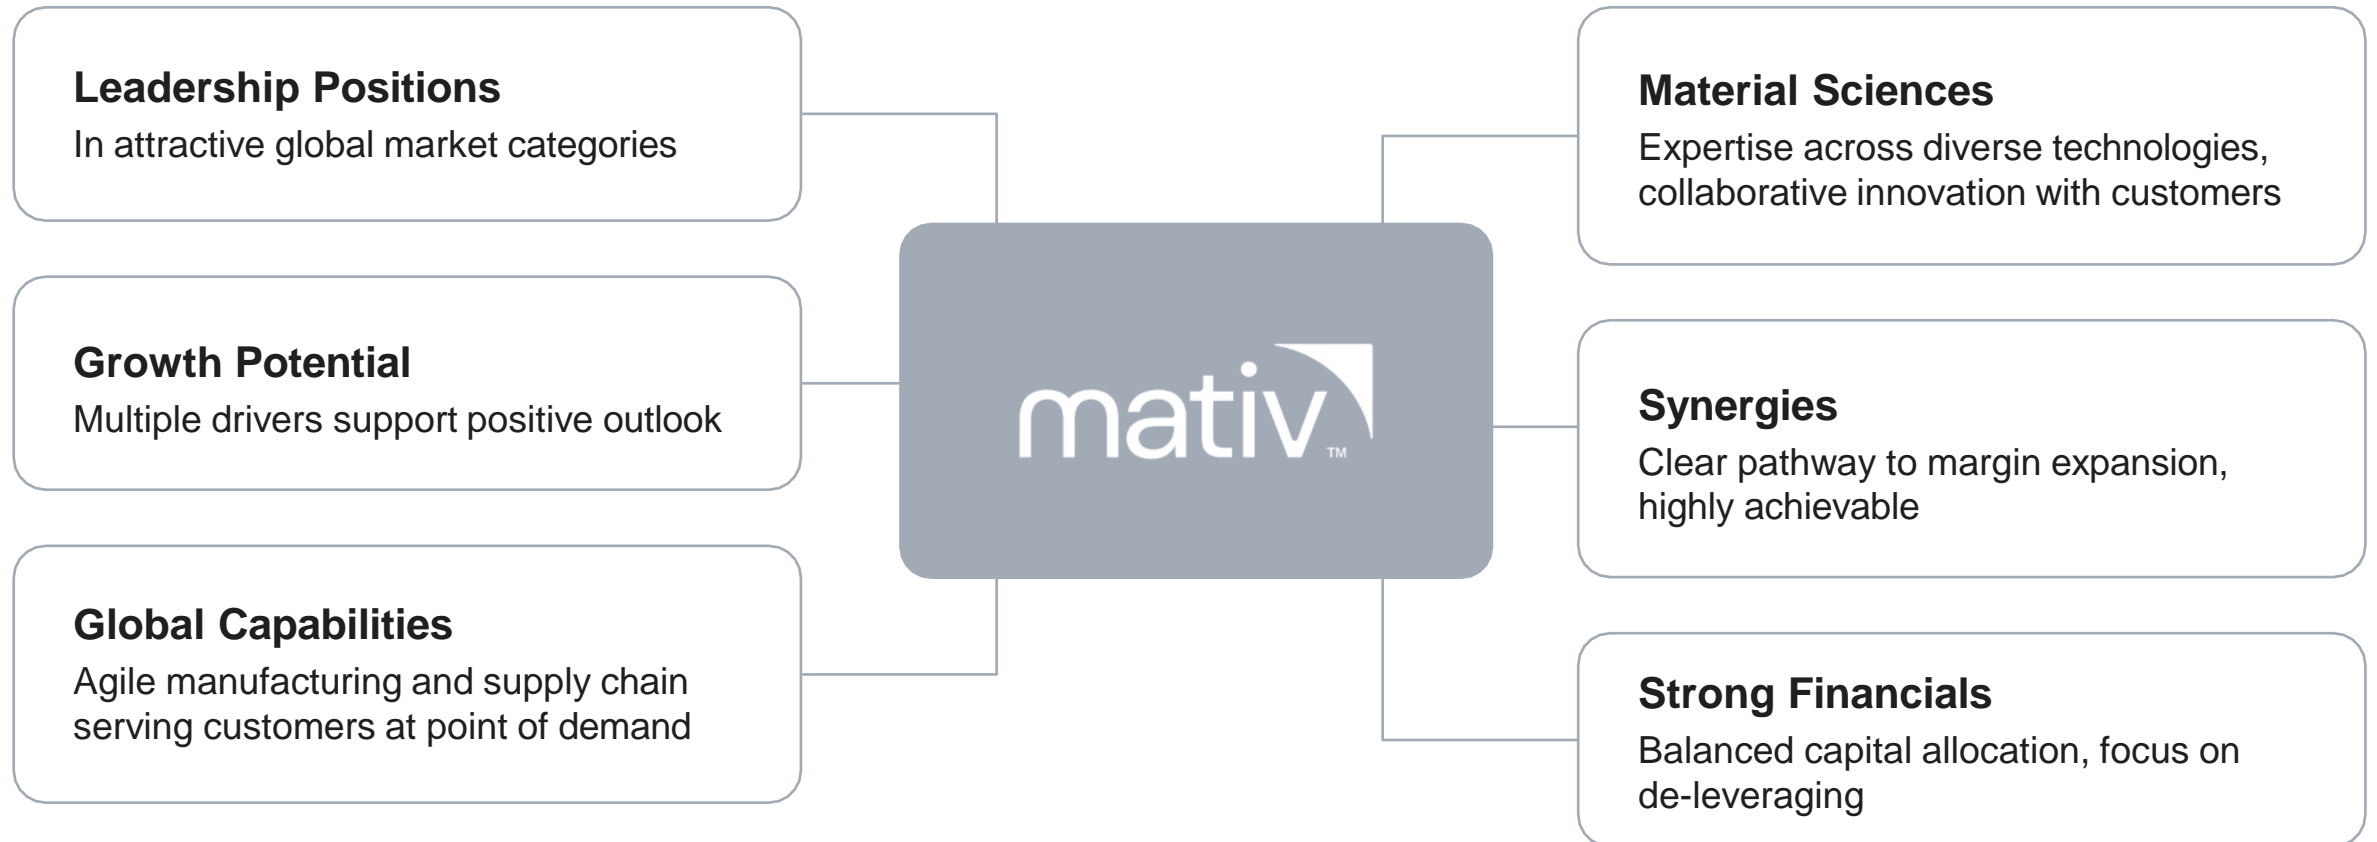 Leadership Positions
In attractive global market categories
Growth Potential
Multiple drivers support positive outlook
Global Capabilities
Agile manufacturing and supply chain
serving customers at point of demand
mativ
TM
Material Sciences
Expertise across diverse technologies,
collaborative innovation with customers
Synergies
Clear pathway to margin expansion,
highly achievable
Strong Financials
Balanced capital allocation, focus on
de-leveraging